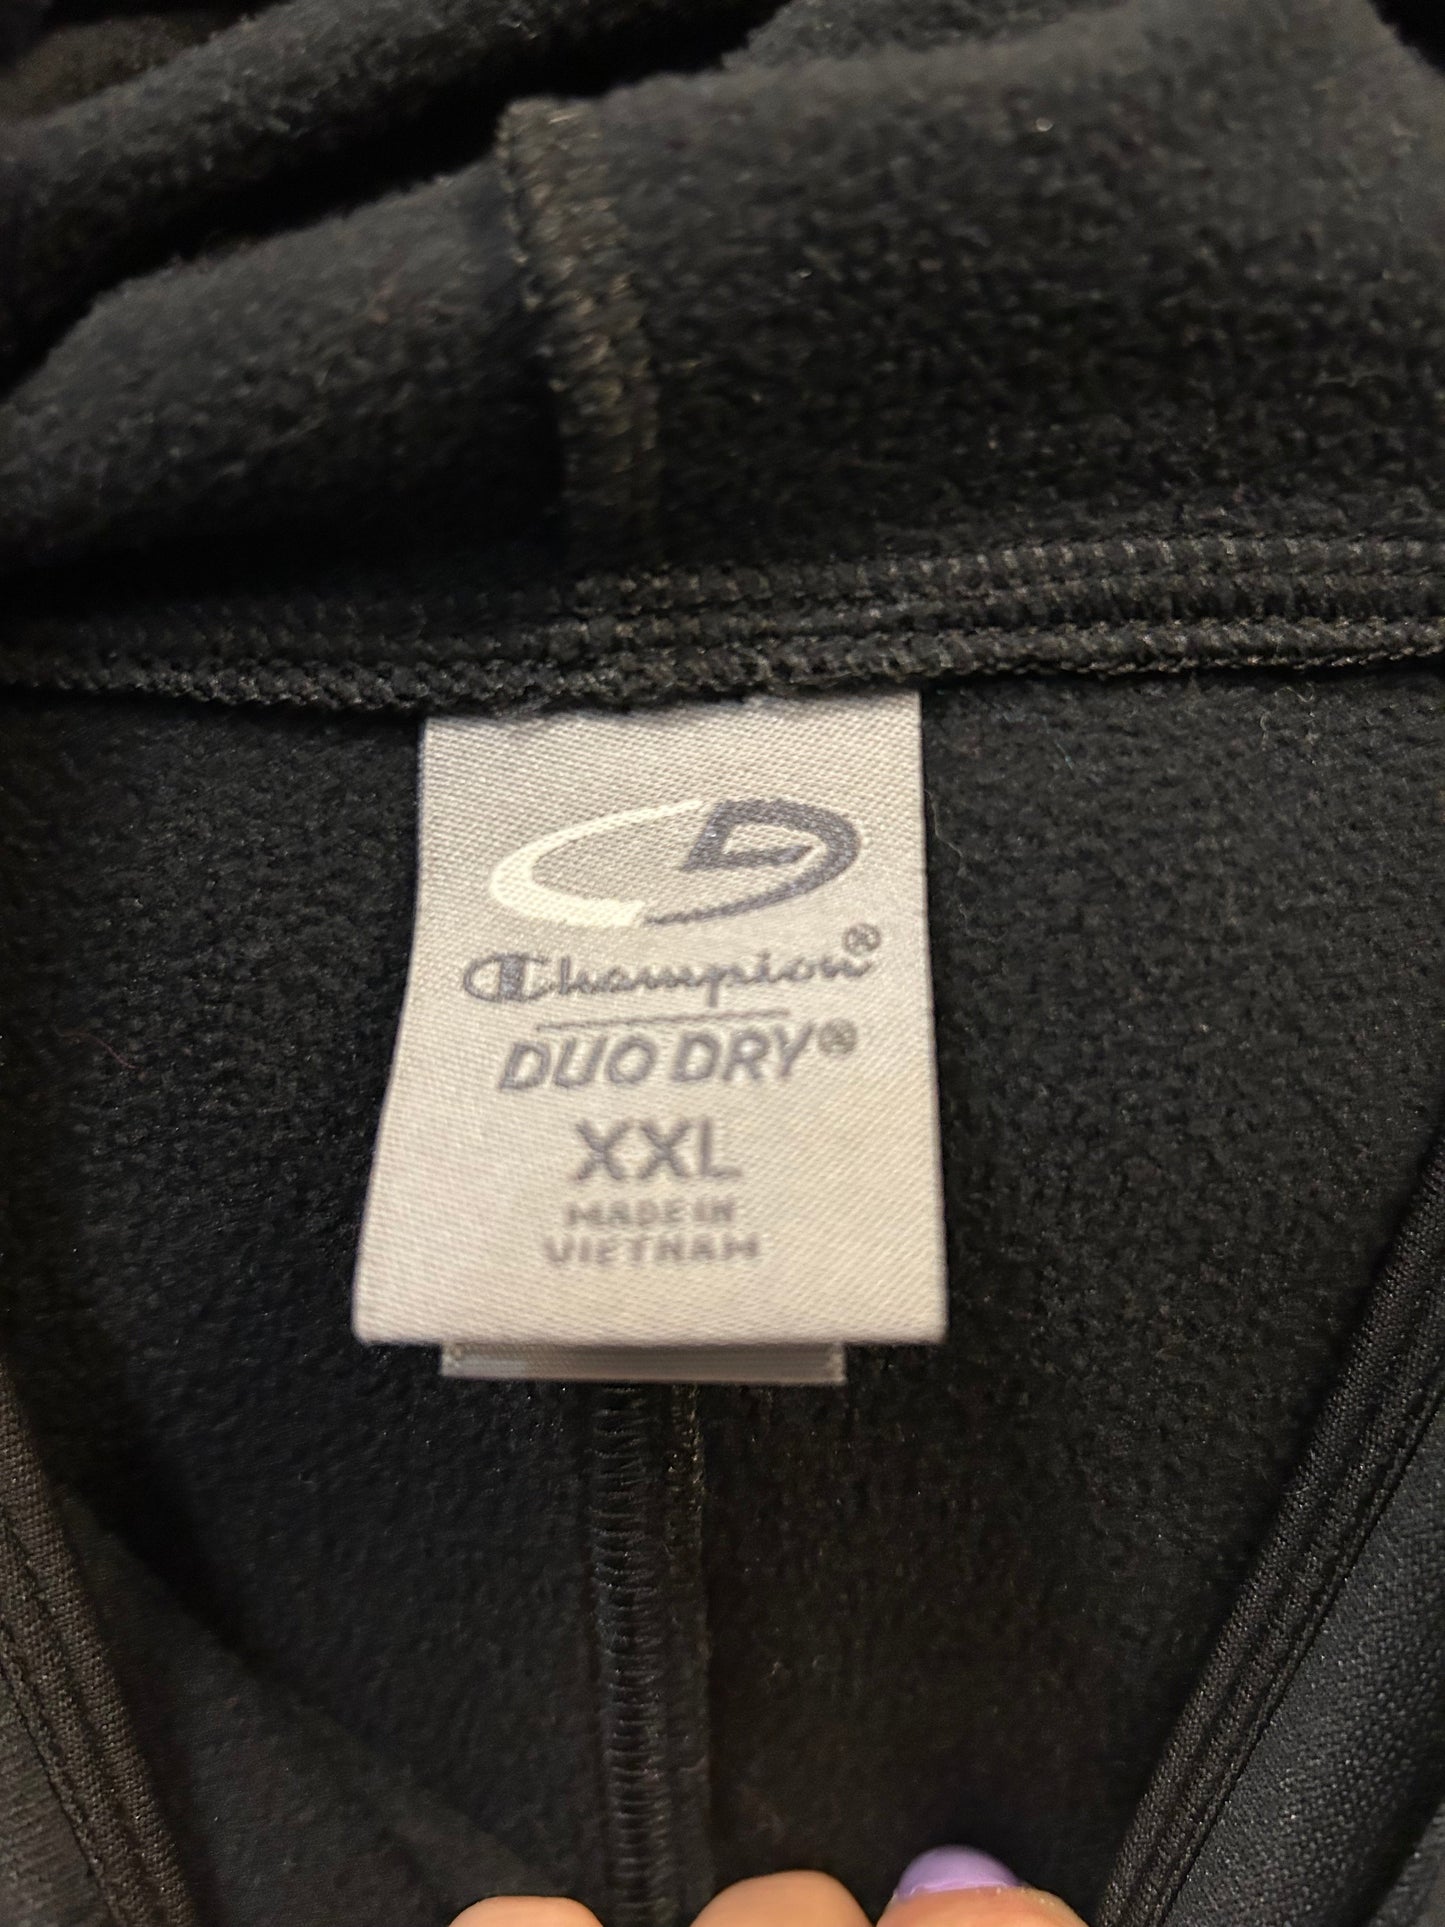 Champion®
DUO DRY®
XXL
MADE IN
VIETNAM